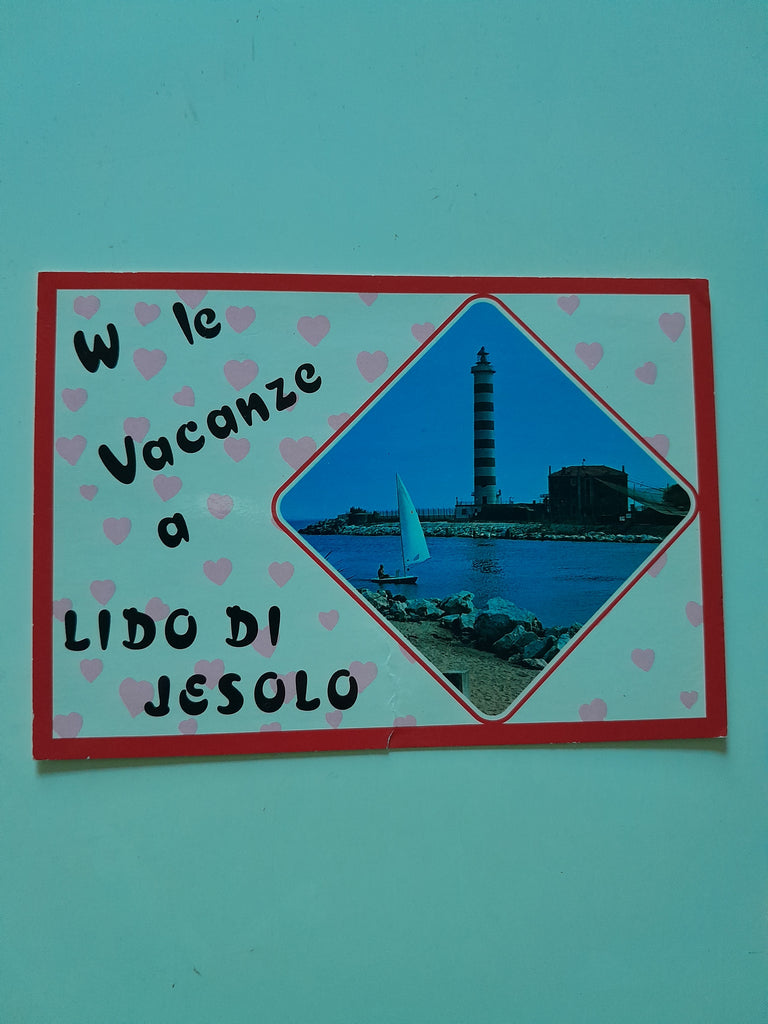 W le
Vacanze
a
LIDO DI
JESOLO